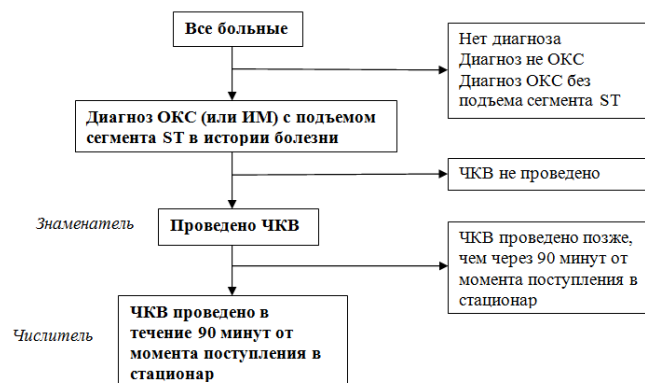 Все больные
Нет диагноза
Диагноз не ОКС
Диагноз ОКС без
подъема сегмента ST
Диагноз ОКС (или ИМ) с подъемом
сегмента ST в истории болезни
ЧКВ не проведено
Знаменатель
Проведено ЧКВ
ЧКВ проведено позже,
чем через 90 минут от
момента поступления в
стационар
Числитель
ЧКВ проведено в
течение 90 минут от
момента поступления в
стационар